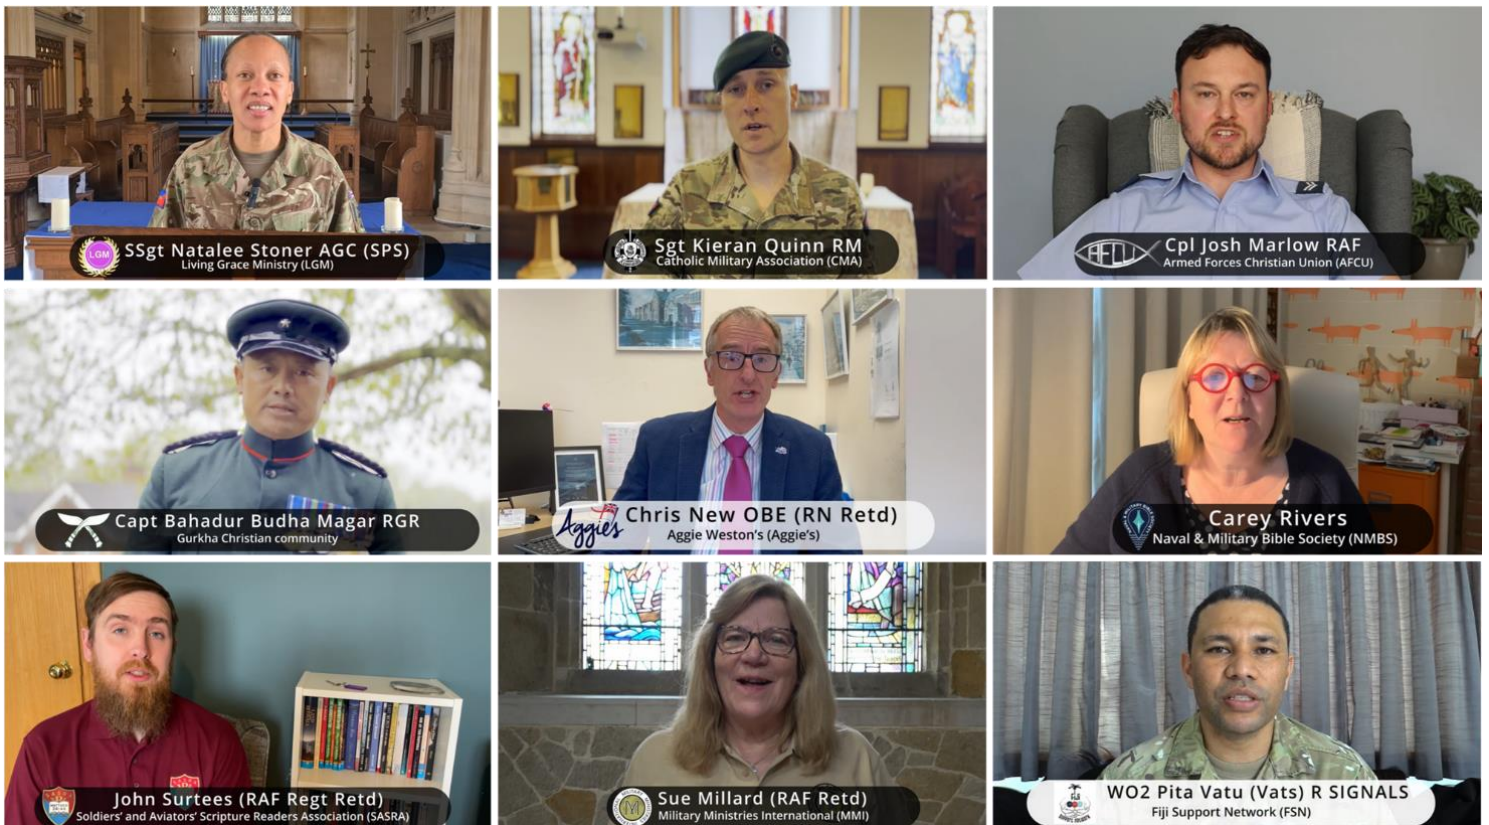 LGM
SSgt Natalee Stoner AGC (SPS)
Living Grace Ministry (LGM)
Sgt Kieran Quinn RM
Catholic Military Association (CMA)
AFCU
Cpl Josh Marlow RAF
Armed Forces Christian Union (AFCU)
Capt Bahadur Budha Magar RGR
Gurkha Christian community
Aggie's
Chris New OBE (RN Retd)
Aggie Weston's (Aggie's)
Carey Rivers
Naval & Military Bible Society (NMBS)
John Surtees (RAF Regt Retd)
Soldiers' and Aviators' Scripture Readers Association (SASRA)
Sue Millard (RAF Retd)
Military Ministries International (MMI)
FIJI
WO2 Pita Vatu (Vats) R SIGNALS
Fiji Support Network (FSN)